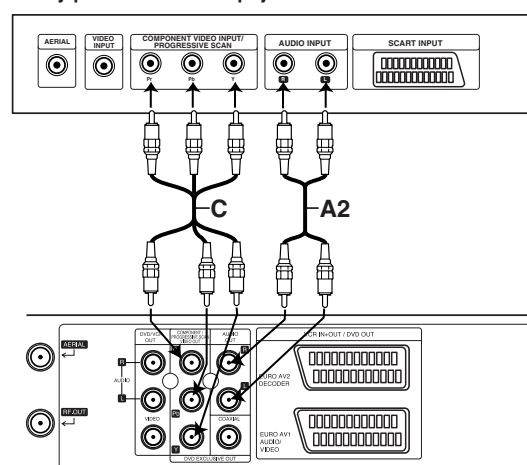 AERIAL
VIDEO
INPUT
COMPONENT VIDEO INPUT/
PROGRESSIVE SCAN
AUDIO INPUT
SCART INPUT
Pr
Pb
Y
R
L
C
A2
AERIAL
RF.OUT
DVD/VCR
OUT
COMPONENT/
PROGRESSIVE SCAN
VIDEO OUT
AUDIO
OUT
VCR IN+OUT / DVD OUT
R
AUDIO
L
VIDEO
Pb
Y
R
L
COAXIAL
DVD EXCLUSIVE OUT
EURO AV2
DECODER
EURO AV1
AUDIO/
VIDEO